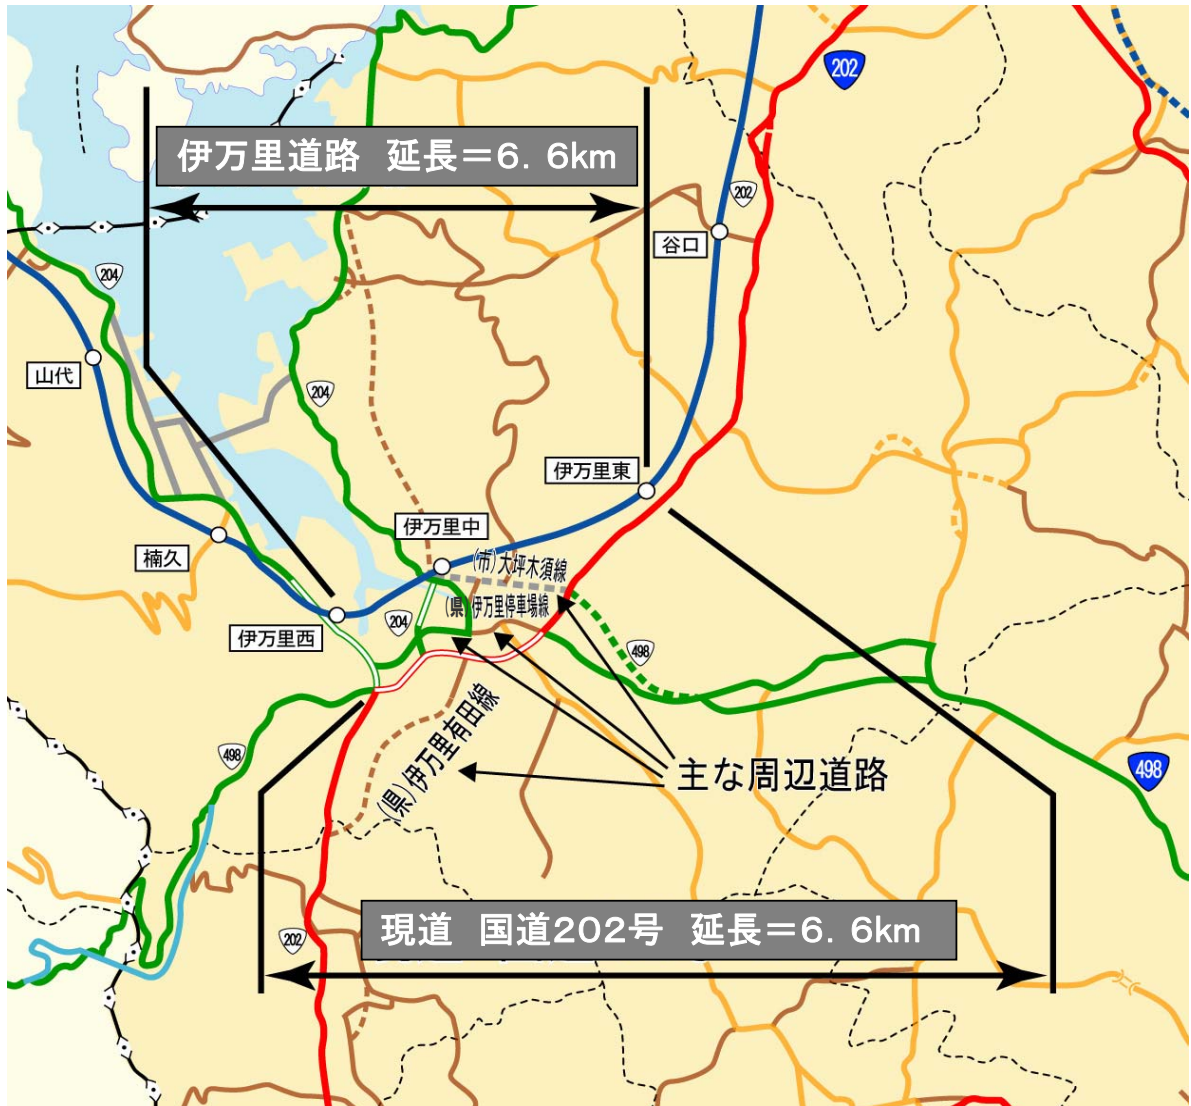 202
伊万里道路　延長＝6．6km
202
谷口
204
山代
204
伊万里東
伊万里中
楠久
(市)大坪木須線
(県)伊万里停車場線
204
伊万里西
498
(県)伊万里有田線
498
主な周辺道路
498
現道　国道202号　延長＝6．6km
202